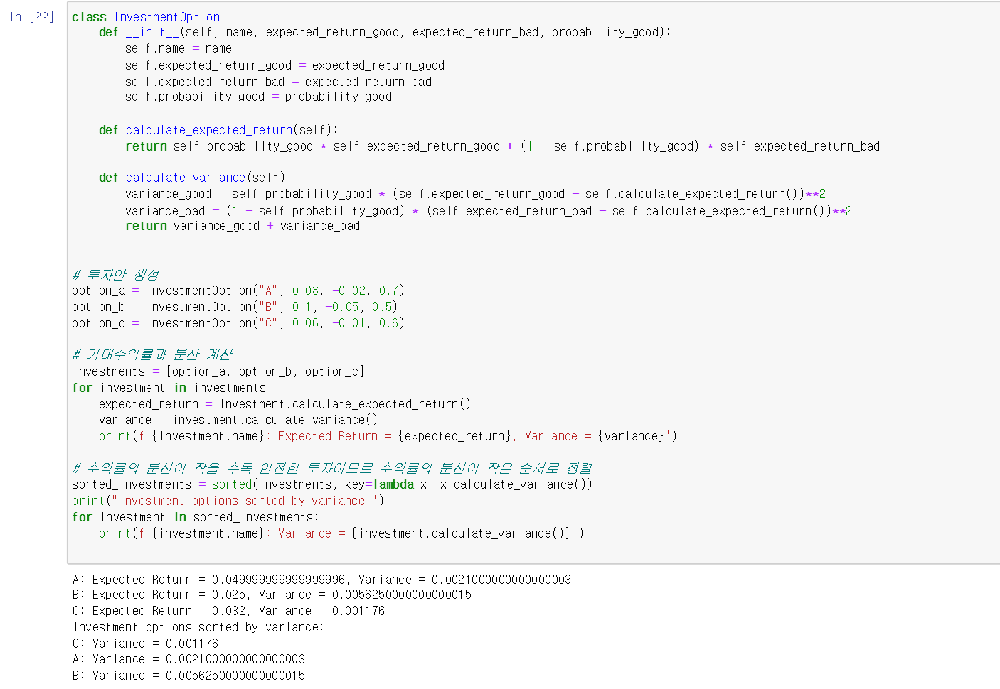 In [22]:
class InvestmentOption:
    def __init__(self, name, expected_return_good, expected_return_bad, probability_good):
        self.name = name
        self.expected_return_good = expected_return_good
        self.expected_return_bad = expected_return_bad
        self.probability_good = probability_good
    def calculate_expected_return(self):
        return self.probability_good * self.expected_return_good + (1 - self.probability_good) * self.expected_return_bad
    def calculate_variance(self):
        variance_good = self.probability_good * (self.expected_return_good - self.calculate_expected_return())**2
        variance_bad = (1 - self.probability_good) * (self.expected_return_bad - self.calculate_expected_return())**2
        return variance_good + variance_bad
# 투자안 생성
option_a = InvestmentOption("A", 0.08, -0.02, 0.7)
option_b = InvestmentOption("B", 0.1, -0.05, 0.5)
option_c = InvestmentOption("C", 0.06, -0.01, 0.6)
# 기대수익률과 분산 계산
investments = [option_a, option_b, option_c]
for investment in investments:
    expected_return = investment.calculate_expected_return()
    variance = investment.calculate_variance()
    print(f"{investment.name}: Expected Return = {expected_return}, Variance = {variance}")
# 수익률의 분산이 작을 수록 안전한 투자이므로 수익률의 분산이 작은 순서로 정렬
sorted_investments = sorted(investments, key=lambda x: x.calculate_variance())
print("Investment options sorted by variance:")
for investment in sorted_investments:
    print(f"{investment.name}: Variance = {investment.calculate_variance()}")
A: Expected Return = 0.049999999999999996, Variance = 0.0021000000000000003
B: Expected Return = 0.025, Variance = 0.0056250000000000015
C: Expected Return = 0.032, Variance = 0.001176
Investment options sorted by variance:
C: Variance = 0.001176
A: Variance = 0.0021000000000000003
B: Variance = 0.0056250000000000015